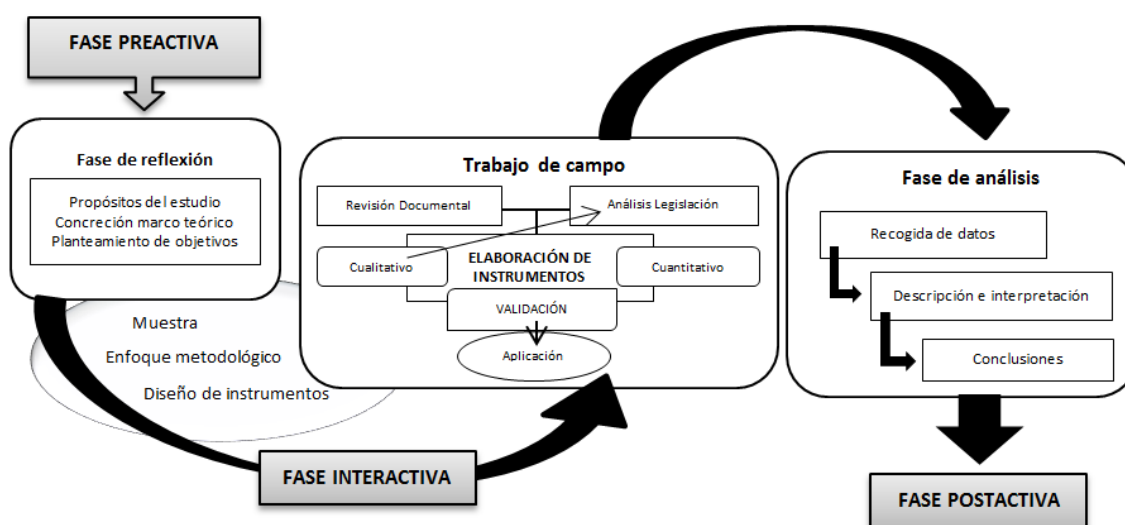 FASE PREACTIVA
Fase de reflexión
Propósitos del estudio
Concreción marco teórico
Planteamiento de objetivos
Muestra
Enfoque metodológico
Diseño de instrumentos
FASE INTERACTIVA
Trabajo de campo
Revisión Documental
Análisis Legislación
Cualitativo
ELABORACIÓN DE
INSTRUMENTOS
Cuantitativo
VALIDACIÓN
Aplicación
Fase de análisis
Recogida de datos
Descripción e interpretación
Conclusiones
FASE POSTACTIVA